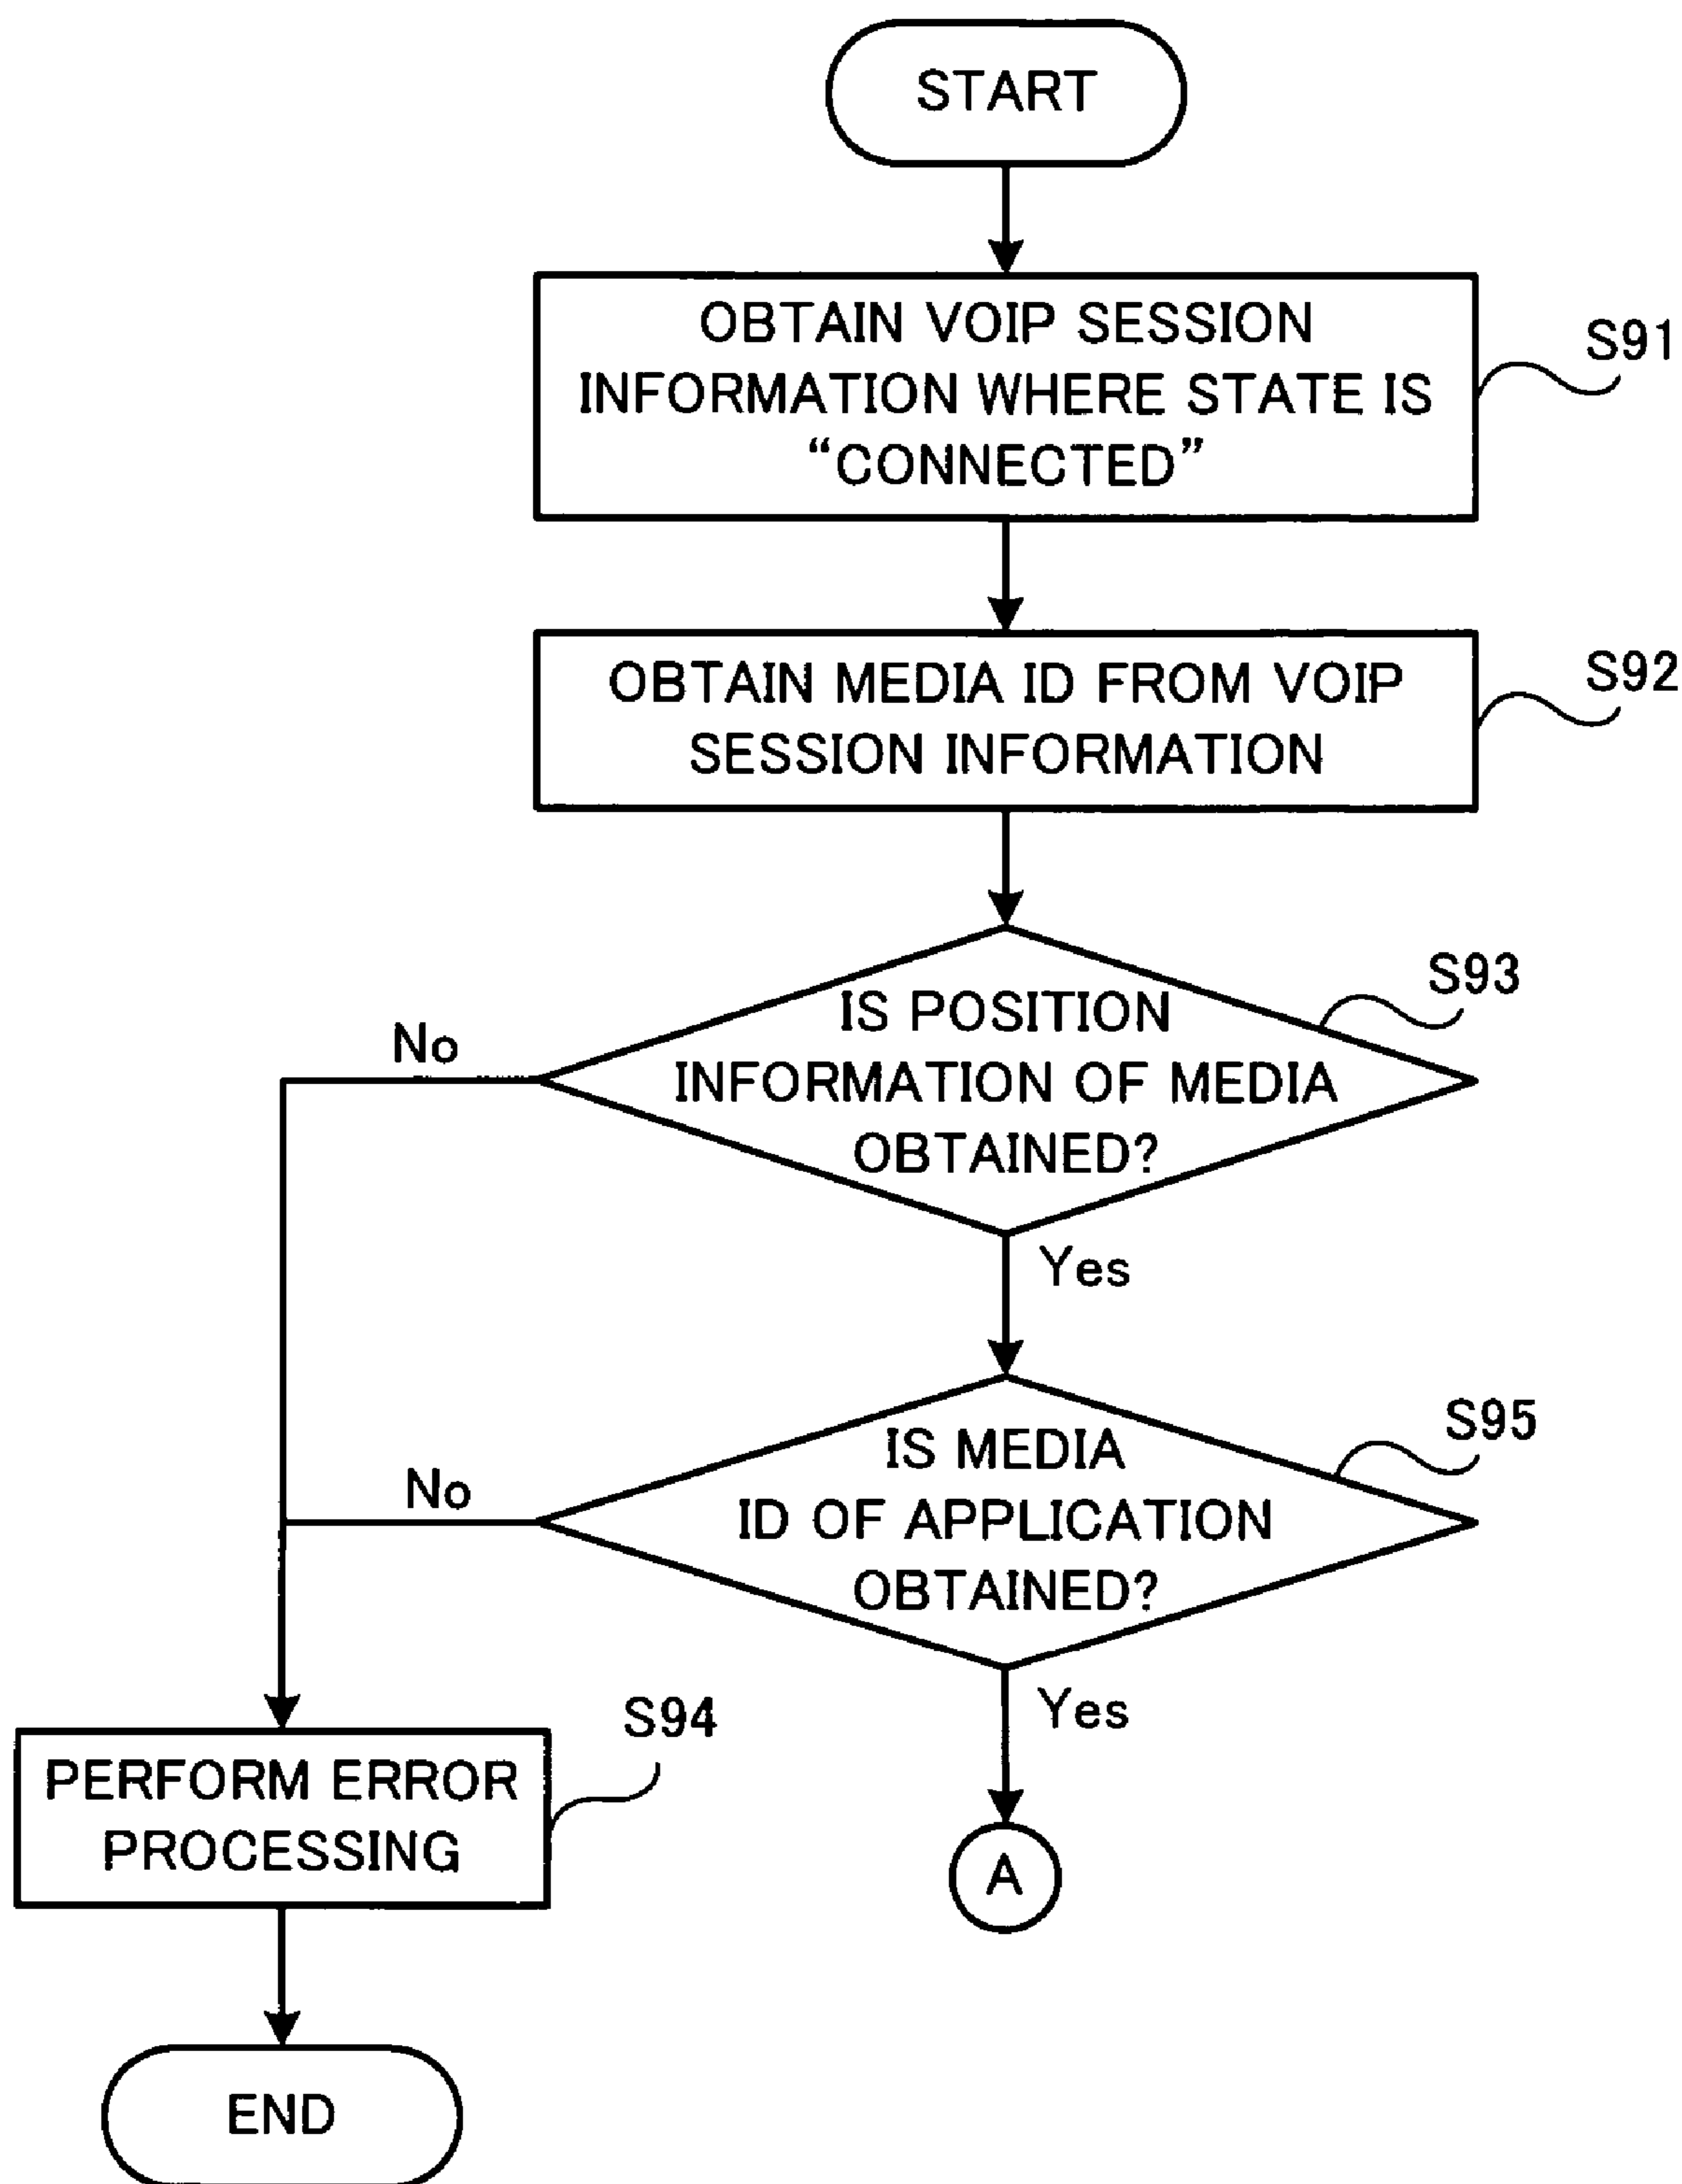 START
OBTAIN VOIP SESSION
INFORMATION WHERE STATE IS
“CONNECTED”
S91
OBTAIN MEDIA ID FROM VOIP
SESSION INFORMATION
S92
IS POSITION
INFORMATION OF MEDIA
OBTAINED?
S93
No
Yes
IS MEDIA
ID OF APPLICATION
OBTAINED?
S95
No
Yes
PERFORM ERROR
PROCESSING
S94
A
END